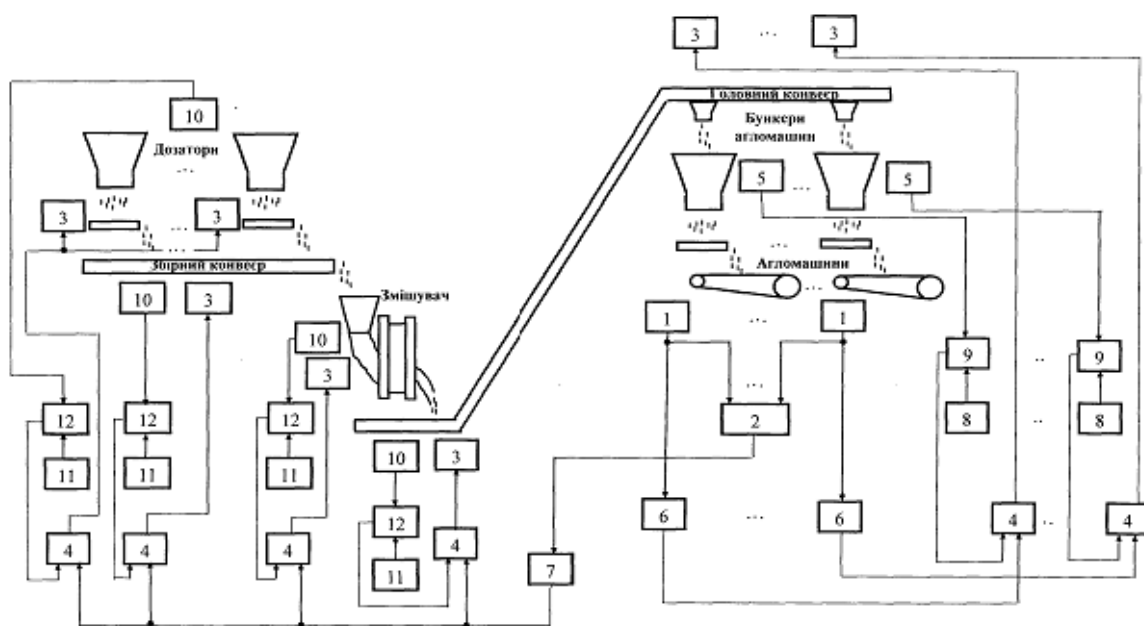 3 ... 3
оловний конвеєр
10
Бункери
агломашин
Дозатори
...
5 ... 5
3 ... 3
...
Збірний конвеєр
Агломашини
...
10 3
Змішувач
1 ... 1
10
3
9 .. 9
12 12 12
...
2
8 .. 8
10 3
11 11 11
12
6 ... 6
4 .. 4
4 4 4
4
11
7